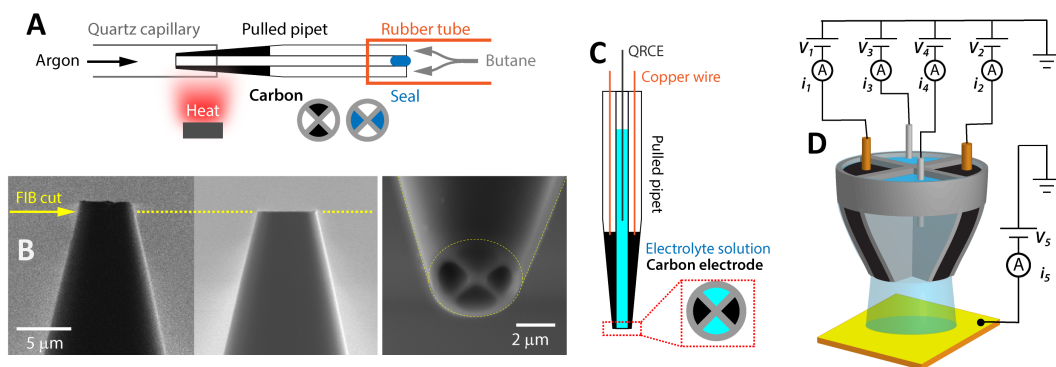 A
Quartz capillary
Pulled pipet
Rubber tube
Argon
Butane
Heat
Carbon
Seal
B
FIB cut
5 μm
2 μm
C
QRCE
Copper wire
Pulled pipet
Electrolyte solution
Carbon electrode
D
V1 V3 V4 V2
A A A A
i1 i3 i4 i2
V5
A
i5